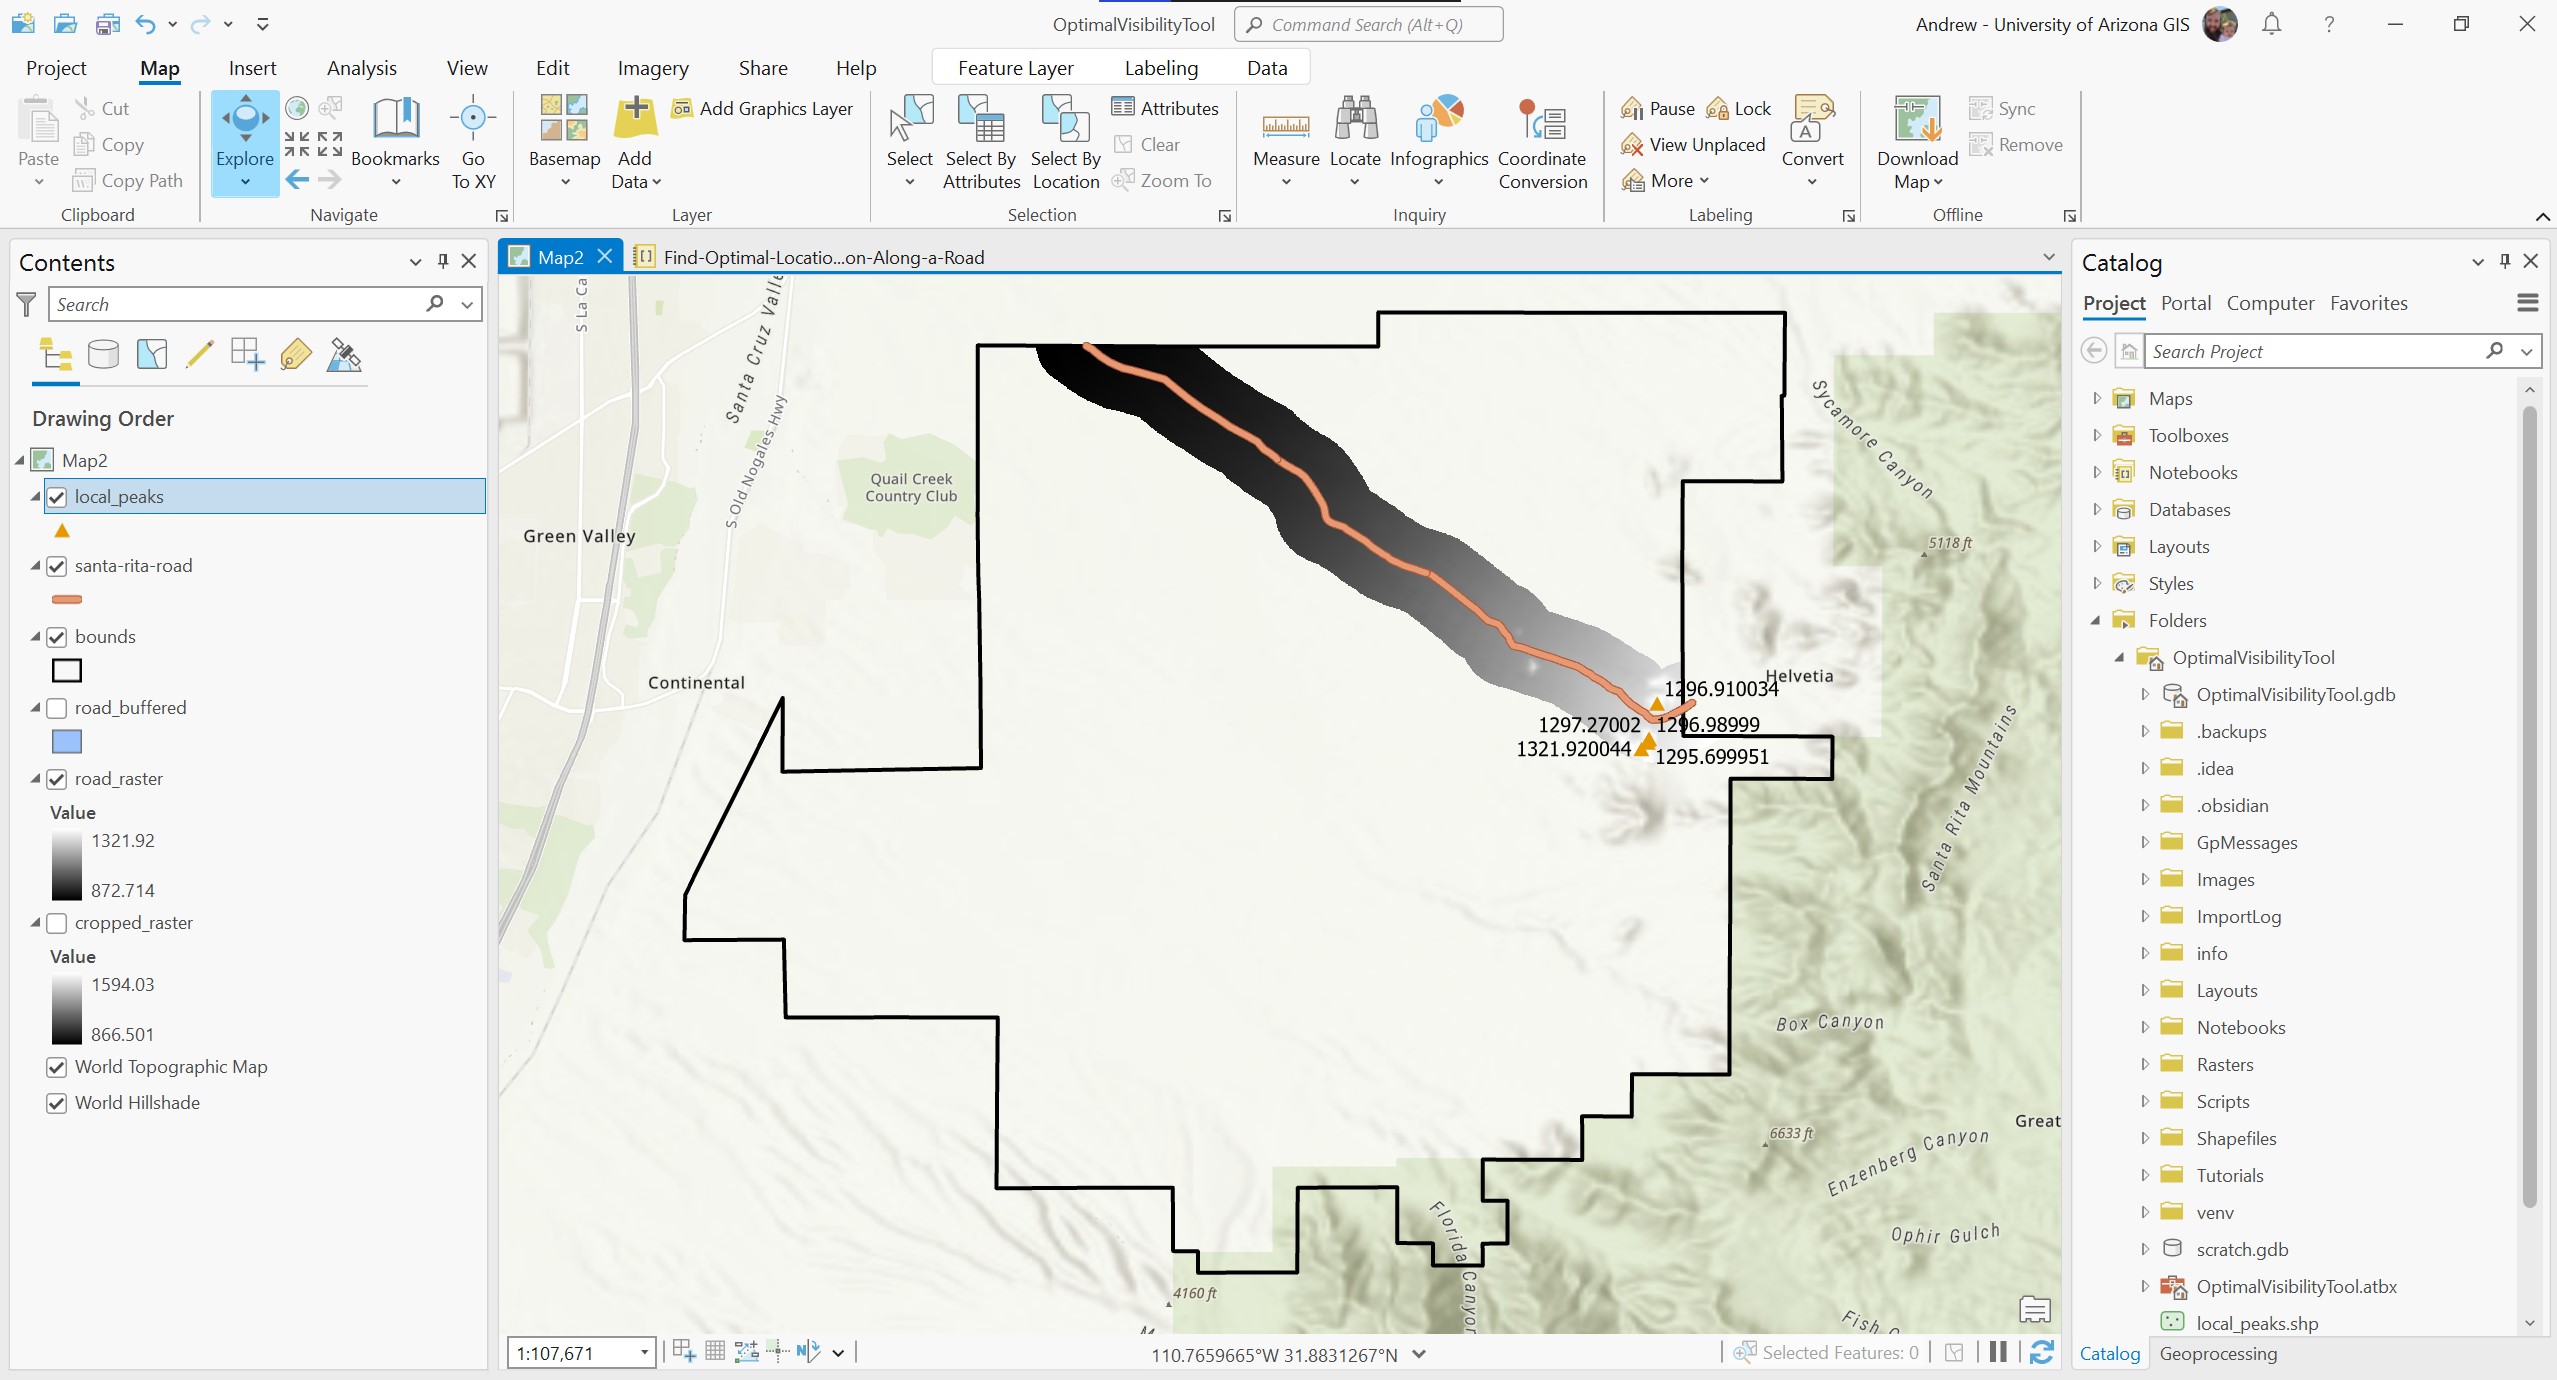 OptimalVisibilityTool
Command Search (Alt+Q)
Andrew - University of Arizona GIS
Project
Map
Insert
Analysis
View
Edit
Imagery
Share
Help
Feature Layer
Labeling
Data
Paste
Cut
Copy
Copy Path
Clipboard
Explore
Bookmarks
Go
To XY
Navigate
Basemap
Add
Data
Add Graphics Layer
Layer
Select
Select By
Attributes
Select By
Location
Attributes
Clear
Zoom To
Selection
Measure
Locate
Infographics
Coordinate
Conversion
Inquiry
Pause
Lock
View Unplaced
More
Convert
Labeling
Download
Map
Sync
Remove
Offline
Contents
Search
Drawing Order
Map2
local_peaks
santa-rita-road
bounds
road_buffered
road_raster
Value
1321.92
872.714
cropped_raster
Value
1594.03
866.501
World Topographic Map
World Hillshade
Map2
Find-Optimal-Locatio...on-Along-a-Road
S La Ca
Santa Cruz Valle
S Old Nogales Hwy
Quail Creek
Country Club
Green Valley
Continental
Sycamore Canyon
5118 ft
Helvetia
1296.910034
1297.27002
1296.98999
1321.920044
1295.699951
Santa Rita Mountains
Box Canyon
Great
6633 ft
Enzenberg Canyon
Ophir Gulch
Florida Canyon
4160 ft
Fish C
M
1:107,671
110.7659665°W 31.8831267°N
Selected Features: 0
Catalog
Project
Portal
Computer
Favorites
Search Project
Maps
Toolboxes
Notebooks
Databases
Layouts
Styles
Folders
OptimalVisibilityTool
OptimalVisibilityTool.gdb
.backups
.idea
.obsidian
GpMessages
Images
ImportLog
info
Layouts
Notebooks
Rasters
Scripts
Shapefiles
Tutorials
venv
scratch.gdb
OptimalVisibilityTool.atbx
local_peaks.shp
Catalog
Geoprocessing